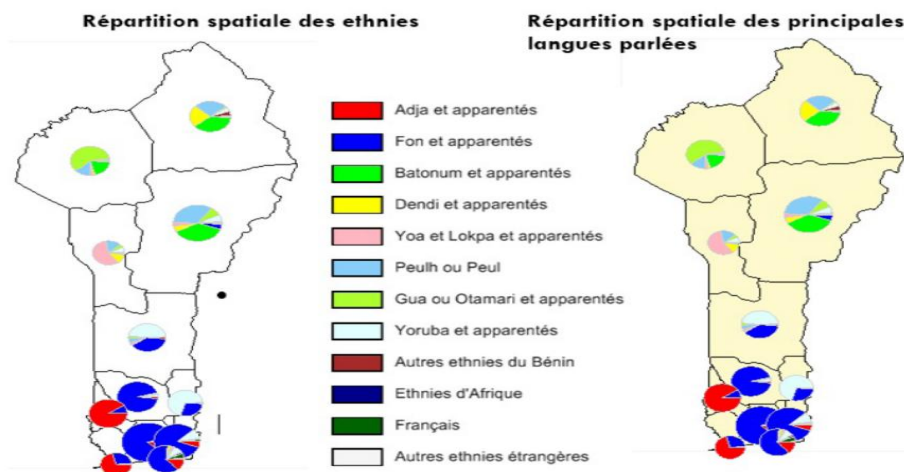 Répartition spatiale des ethnies
Répartition spatiale des principales
langues parlées
Adja et apparentés
Fon et apparentés
Batonum et apparentés
Dendi et apparentés
Yoa et Lokpa et apparentés
Peulh ou Peul
Gua ou Otamari et apparentés
Yoruba et apparentés
Autres ethnies du Bénin
Ethnies d'Afrique
Français
Autres ethnies étrangères